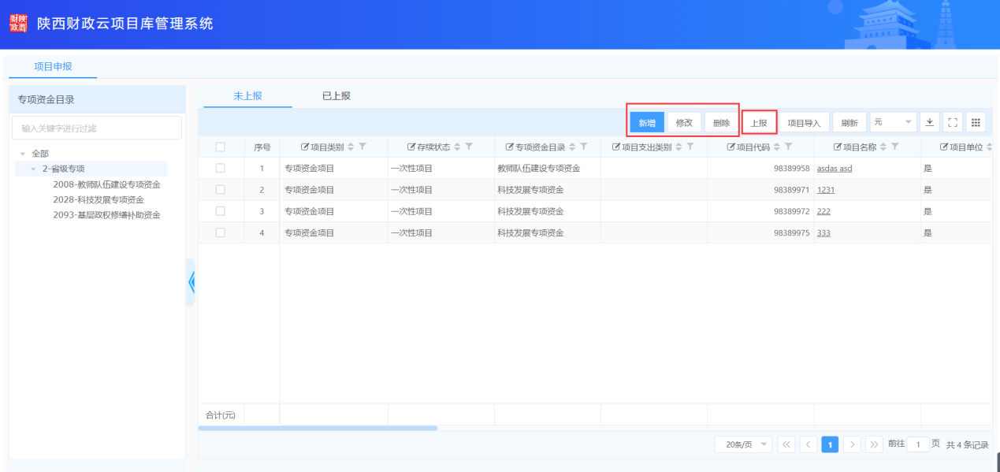 财陕
政西
陕西财政云项目库管理系统
项目申报
专项资金目录
输入关键字进行过滤
全部
2-省级专项
2008-教师队伍建设专项资金
2028-科技发展专项资金
2093-基层政权修缮补助资金
未上报 已上报
新增 修改 删除 上报 项目导入 刷新 元
序号 项目类别 存续状态 专项资金目录 项目支出类别 项目代码 项目名称 项目单位
1 专项资金项目 一次性项目 教师队伍建设专项资金 98389958 asdas asd 是
2 专项资金项目 一次性项目 科技发展专项资金 98389971 1231 是
3 专项资金项目 一次性项目 科技发展专项资金 98389972 222 是
4 专项资金项目 一次性项目 科技发展专项资金 98389975 333 是
合计(元)
20条/页 1 前往 1 页 共 4 条记录